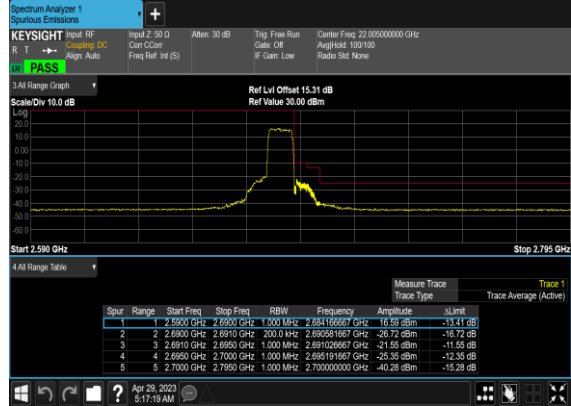 Spectrum Analyzer 1
Spurious Emissions
+
KEYSIGHT Input: RF Input Z: 50 Ω Atten: 30 dB Trig: Free Run Center Freq: 22.005000000 GHz
R T Coupling: DC Corr CCorr Gate: Off Avg|Hold: 100/100
Align: Auto Freq Ref: Int (S) IF Gain: Low Radio Std: None
LW PASS
3 All Range Graph
Ref Lvl Offset 15.31 dB
Scale/Div 10.0 dB Ref Value 30.00 dBm
Log
20.0
10.0
0.00
-10.0
-20.0
-30.0
-40.0
-50.0
-60.0
Start 2.590 GHz Stop 2.795 GHz
4 All Range Table
Measure Trace Trace 1
Trace Type Trace Average (Active)
Spur Range Start Freq Stop Freq RBW Frequency Amplitude ΔLimit
1 1 2.5900 GHz 2.6900 GHz 1.000 MHz 2.684166667 GHz 16.59 dBm -13.41 dB
2 2 2.6900 GHz 2.6910 GHz 200.0 kHz 2.690581667 GHz -26.72 dBm -16.72 dB
3 3 2.6910 GHz 2.6950 GHz 1.000 MHz 2.691026667 GHz -21.55 dBm -11.55 dB
4 4 2.6950 GHz 2.7000 GHz 1.000 MHz 2.695191667 GHz -25.35 dBm -12.35 dB
5 5 2.7000 GHz 2.7950 GHz 1.000 MHz 2.700000000 GHz -40.28 dBm -15.28 dB
? Apr 29, 2023
5:17:19 AM